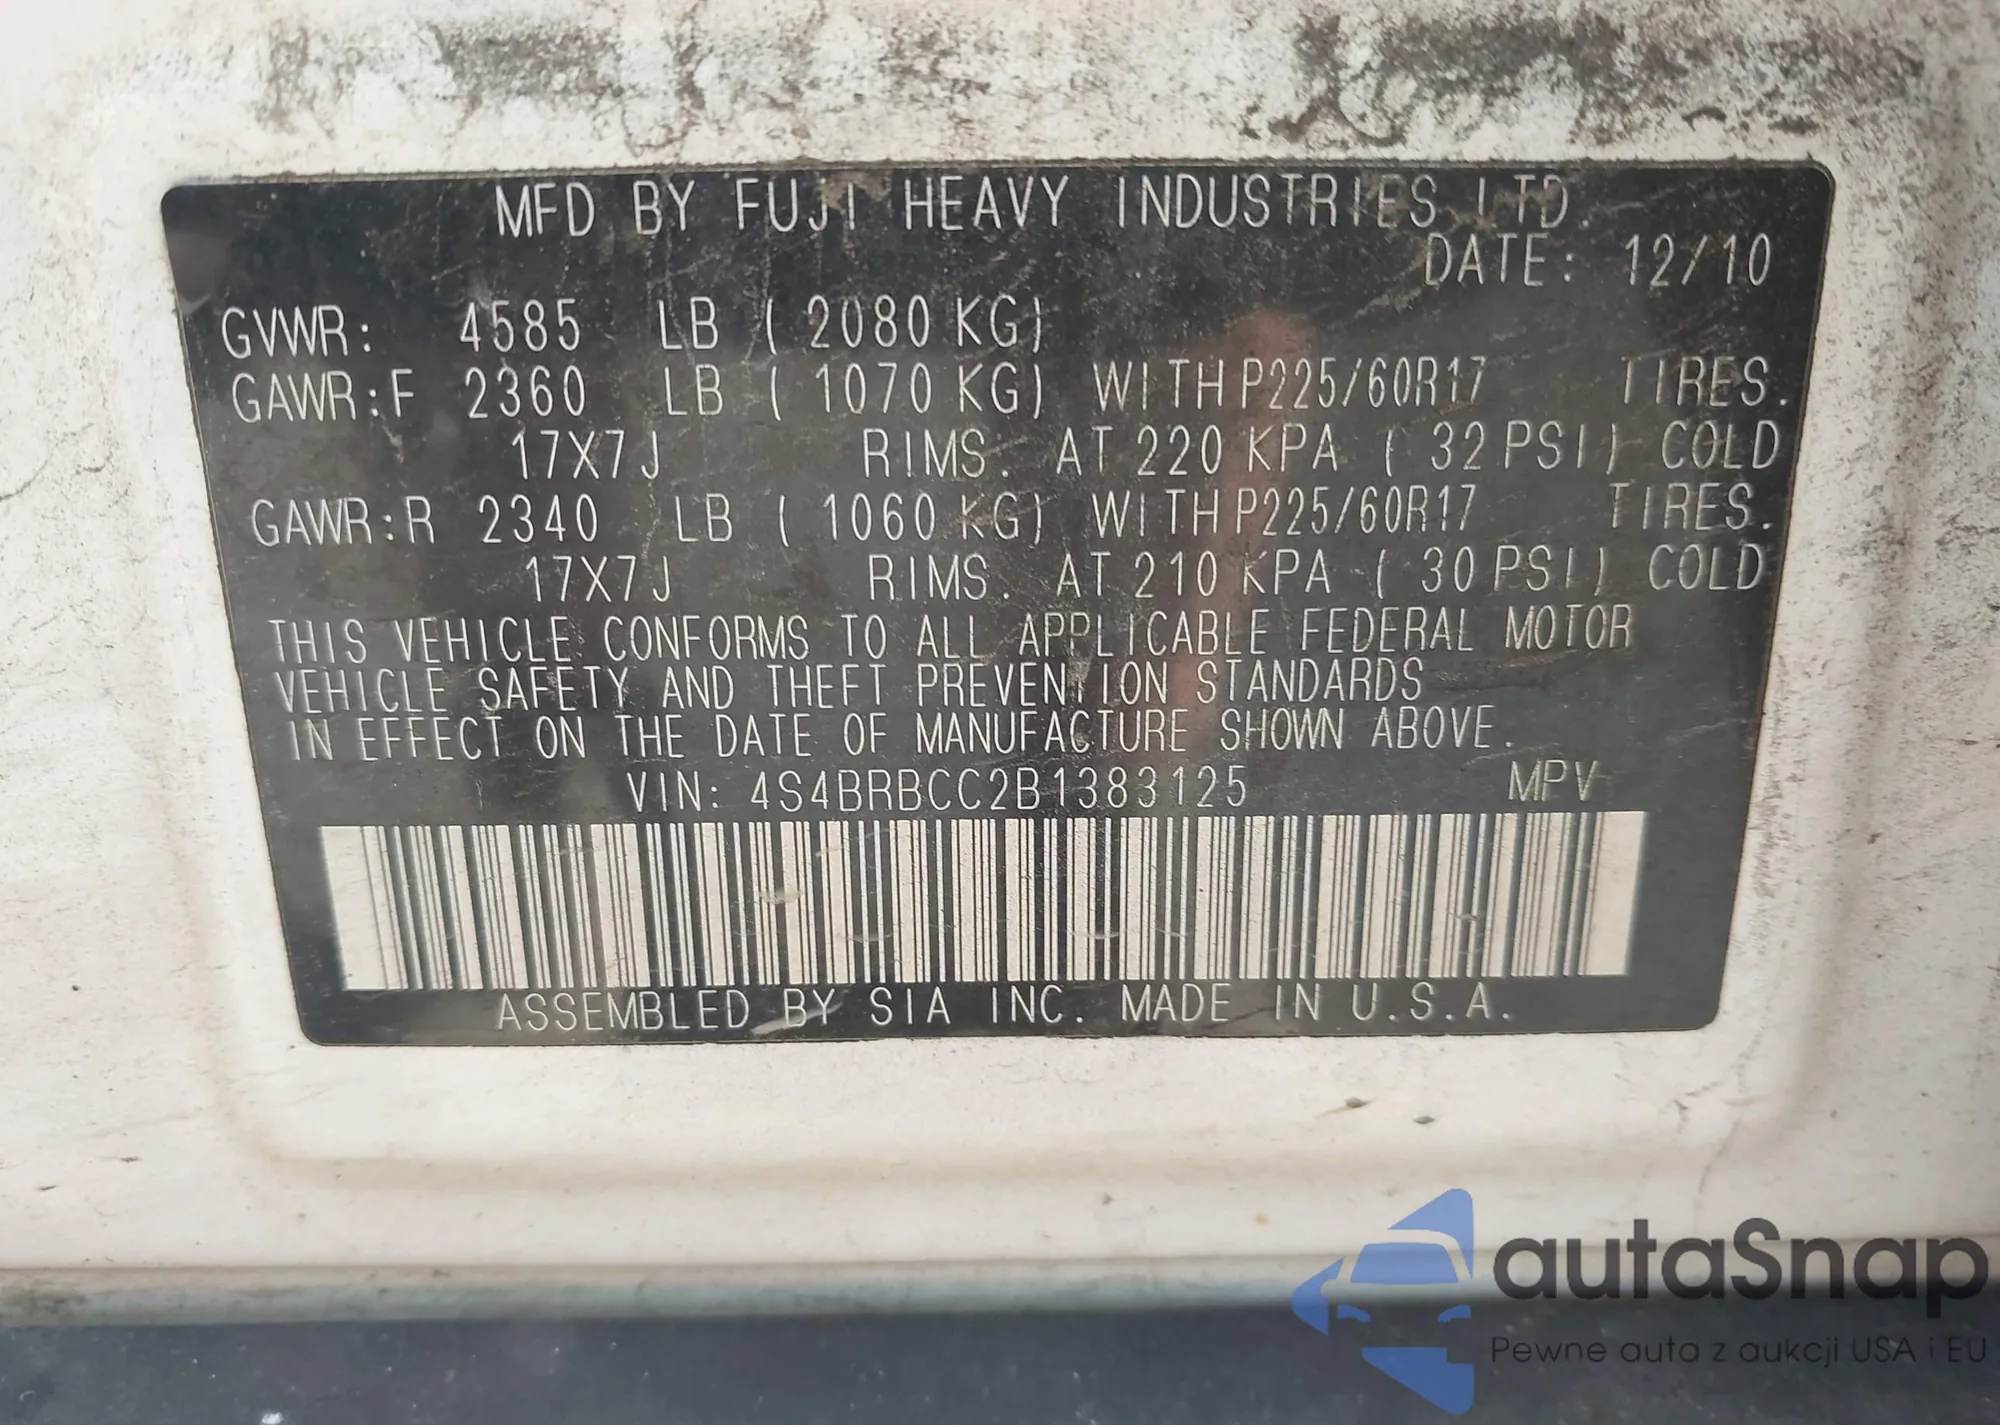 MFD BY FUJI HEAVY INDUSTRIES LTD.
DATE: 12/10
GVWR: 4585 LB ( 2080 KG)
GAWR:F 2360 LB ( 1070 KG) WITH P225/60R17 TIRES.
17X7J RIMS. AT 220 KPA ( 32 PSI) COLD
GAWR:R 2340 LB ( 1060 KG) WITH P225/60R17 TIRES.
17X7J RIMS. AT 210 KPA ( 30 PSI) COLD
THIS VEHICLE CONFORMS TO ALL APPLICABLE FEDERAL MOTOR
VEHICLE SAFETY AND THEFT PREVENTION STANDARDS
IN EFFECT ON THE DATE OF MANUFACTURE SHOWN ABOVE.
VIN: 4S4BRBCC2B1383125 MPV
ASSEMBLED BY SIA INC. MADE IN U.S.A.
autoSnap
Pewne auta z aukcji USA i EU